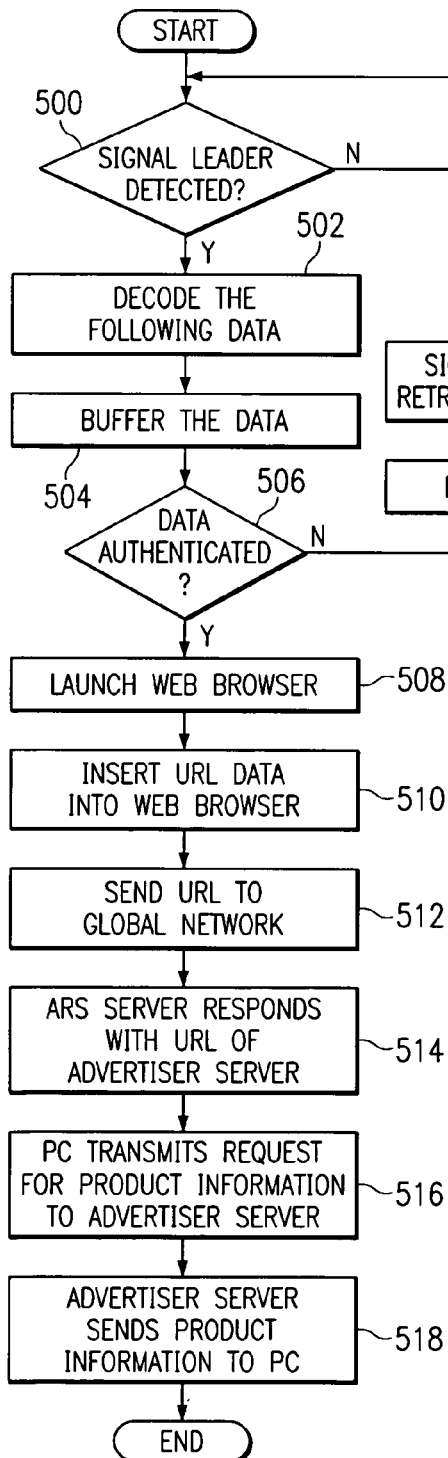 START
500
SIGNAL LEADER
DETECTED?
N
Y
502
DECODE THE
FOLLOWING DATA
BUFFER THE DATA
504
506
DATA
AUTHENTICATED
?
N
Y
LAUNCH WEB BROWSER
508
INSERT URL DATA
INTO WEB BROWSER
510
SEND URL TO
GLOBAL NETWORK
512
ARS SERVER RESPONDS
WITH URL OF
ADVERTISER SERVER
514
PC TRANSMITS REQUEST
FOR PRODUCT INFORMATION
TO ADVERTISER SERVER
516
ADVERTISER SERVER
SENDS PRODUCT
INFORMATION TO PC
518
END